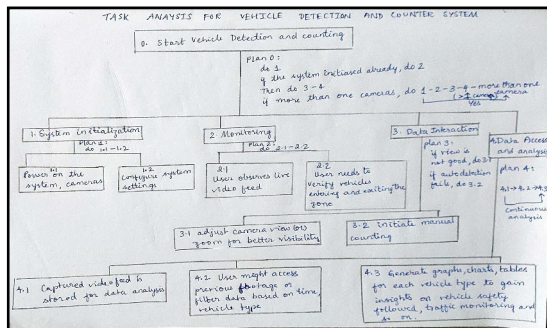 TASK ANAYSIS FOR VEHICLE DETECTION AND COUNTER SYSTEM
0. Start Vehicle Detection and counting
plan 0:
do 1
if the system initiased already, do 2
Then do 3-4
if more than one cameras, do 1-2-3-4 - more than one
camera
Yes
1. System initialization
plan 1:
do 1.1-1.2
1.1
Power on the
system, cameras
1.2
configure system
settings
2 Monitoring
plan 2:
do 2.1-2.2
2.1
User observes live
video feed
2.2
User needs to
verify vehicles
entering and exiting the
zone
3. Data Interaction
plan 3:
if view is
not good, do 3.1
if autodetection
fails, do 3.2
4. Data Access
and analysis
plan 4:
4.1→4.2→4.3
continuous
analysis
3.1 adjust camera view
zoom for better visibility
3.2 Initiate manual
counting
4.1 Captured video feed is
stored for data analyses
4.2 User might access
previous footage or
filter data based on time,
vehicle type
4.3 Generate graphs, charts, tables
for each vehicle type to gain
insights on vehicle safety
followed, traffic monitoring and
so on.